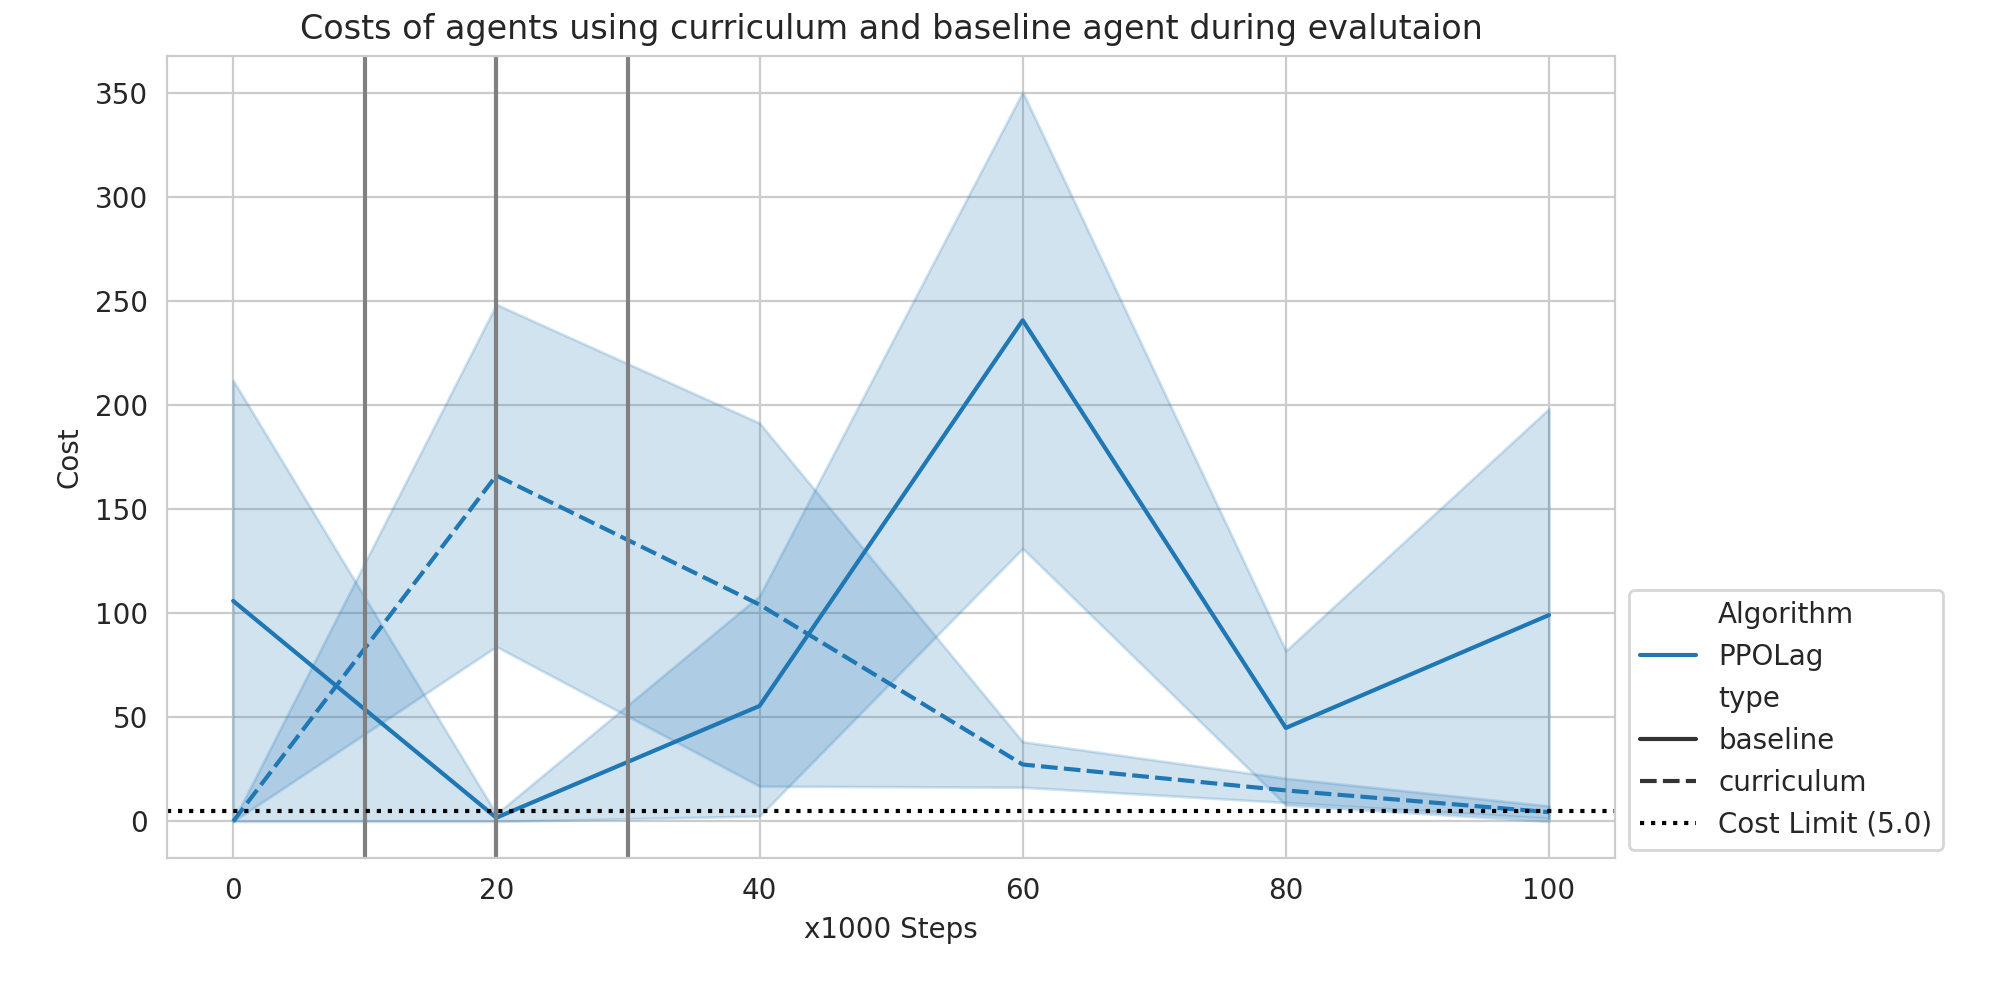 Costs of agents using curriculum and baseline agent during evalutaion
350
300
250
200
150
100
50
0
Cost
0 20 40 60 80 100
x1000 Steps
Algorithm
PPOLag
type
baseline
curriculum
Cost Limit (5.0)